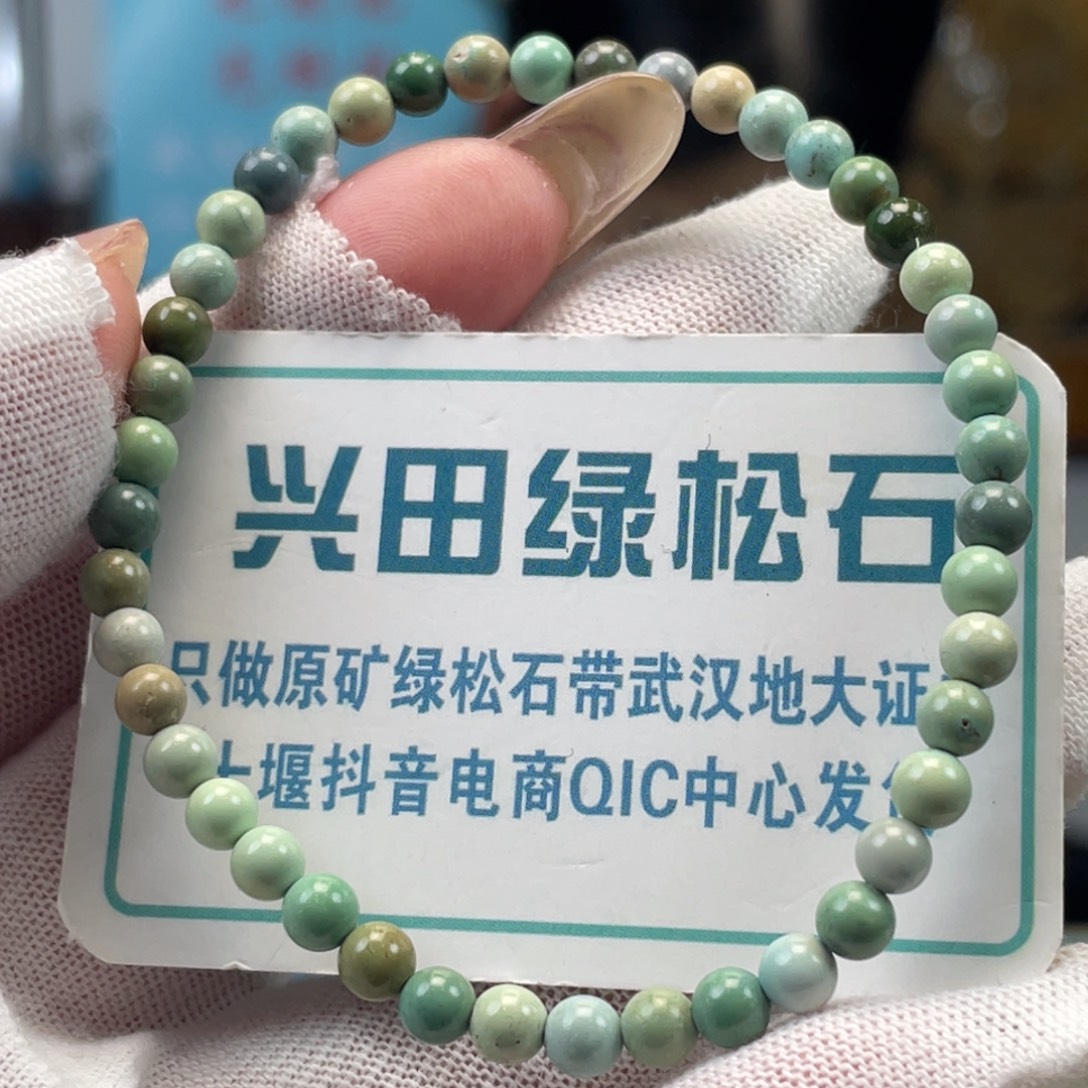 兴田绿松石
只做原矿绿松石带武汉地大证
十堰抖音电商QIC中心发